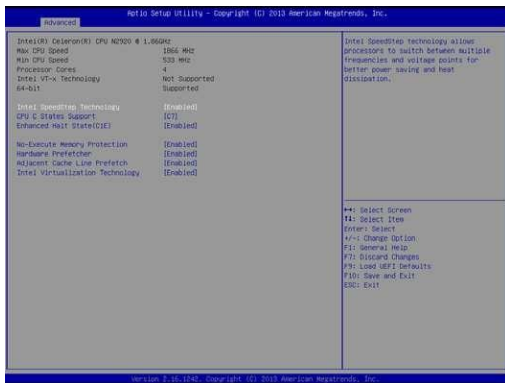 Aptio Setup Utility - Copyright (C) 2013 American Megatrends, Inc.
Advanced
Intel(R) Celeron(R) CPU N2920 @ 1.86GHz
Max CPU Speed 1866 MHz
Min CPU Speed 533 MHz
Processor Cores 4
Intel VT-x Technology Not Supported
64-bit Supported
Intel SpeedStep Technology [Enabled]
CPU C States Support [C7]
Enhanced Halt State(C1E) [Enabled]
No-Execute Memory Protection [Enabled]
Hardware Prefetcher [Enabled]
Adjacent Cache Line Prefetch [Enabled]
Intel Virtualization Technology [Enabled]
Intel SpeedStep technology allows
processors to switch between multiple
frequencies and voltage points for
better power saving and heat
dissipation.
→←: Select Screen
↑↓: Select Item
Enter: Select
+/-: Change Option
F1: General Help
F7: Discard Changes
F9: Load UEFI Defaults
F10: Save and Exit
ESC: Exit
Version 2.16.1242. Copyright (C) 2013 American Megatrends, Inc.